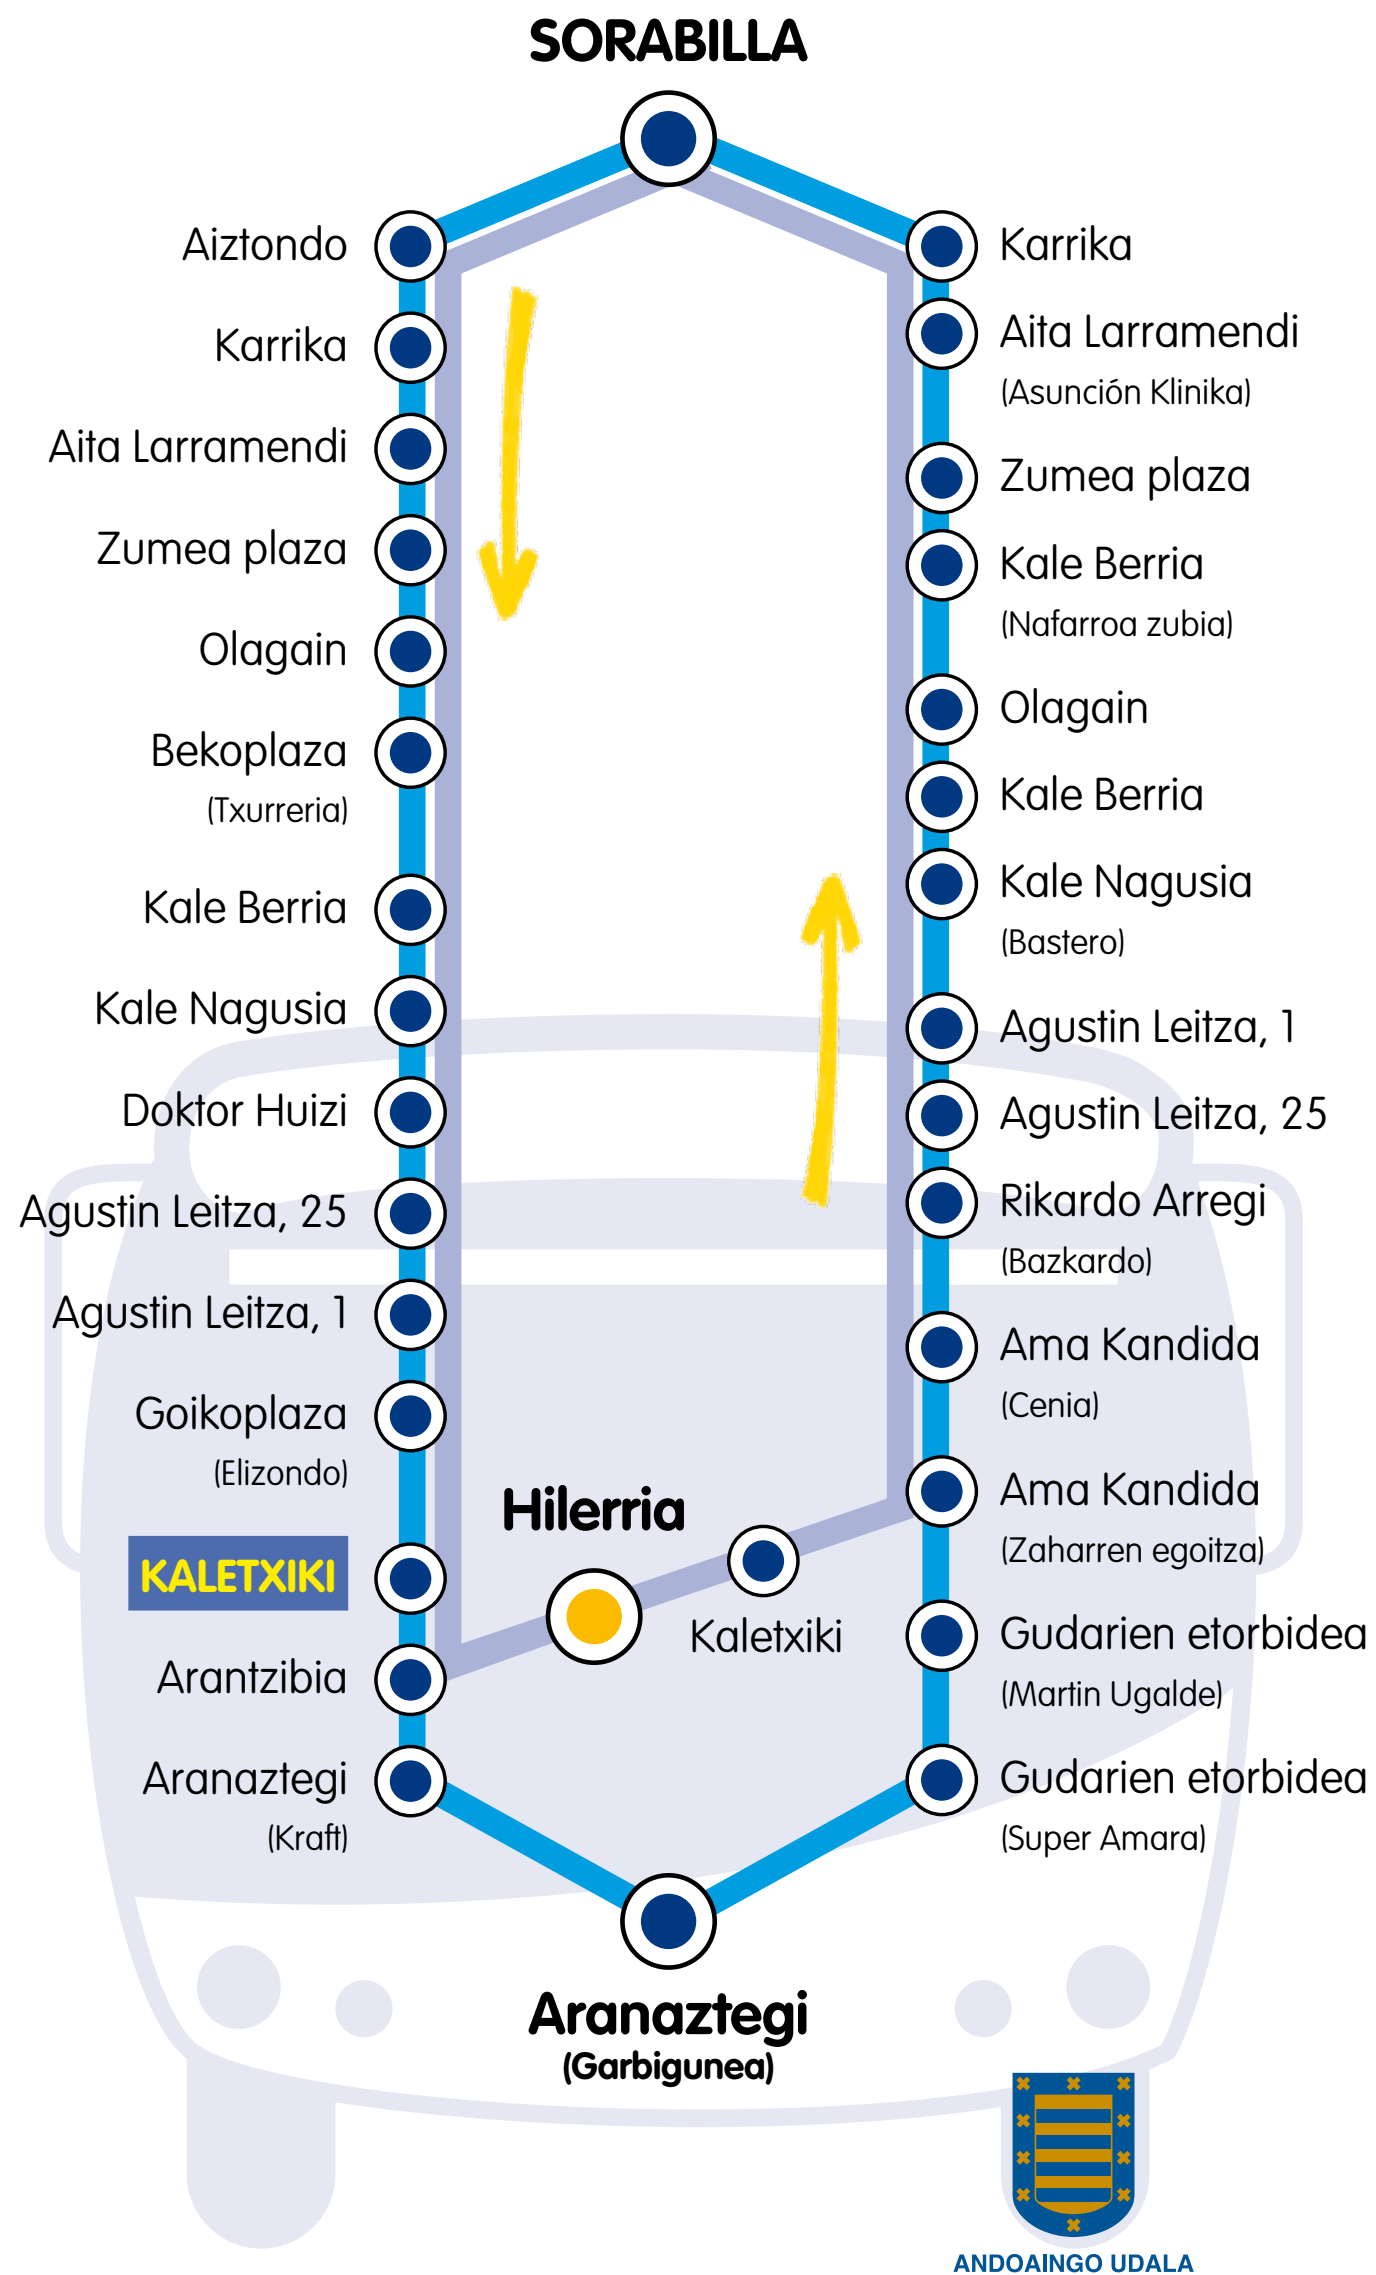 SORABILLA
Aiztondo
Karrika
Aita Larramendi
Zumea plaza
Olagain
Bekoplaza
(Txurreria)
Kale Berria
Kale Nagusia
Doktor Huizi
Agustin Leitza, 25
Agustin Leitza, 1
Goikoplaza
(Elizondo)
KALETXIKI
Arantzibia
Aranaztegi
(Kraft)
Hilerria
Kaletxiki
Karrika
Aita Larramendi
(Asunción Klinika)
Zumea plaza
Kale Berria
(Nafarroa zubia)
Olagain
Kale Berria
Kale Nagusia
(Bastero)
Agustin Leitza, 1
Agustin Leitza, 25
Rikardo Arregi
(Bazkardo)
Ama Kandida
(Cenia)
Ama Kandida
(Zaharren egoitza)
Gudarien etorbidea
(Martin Ugalde)
Gudarien etorbidea
(Super Amara)
Aranaztegi
(Garbigunea)
ANDOAINGO UDALA